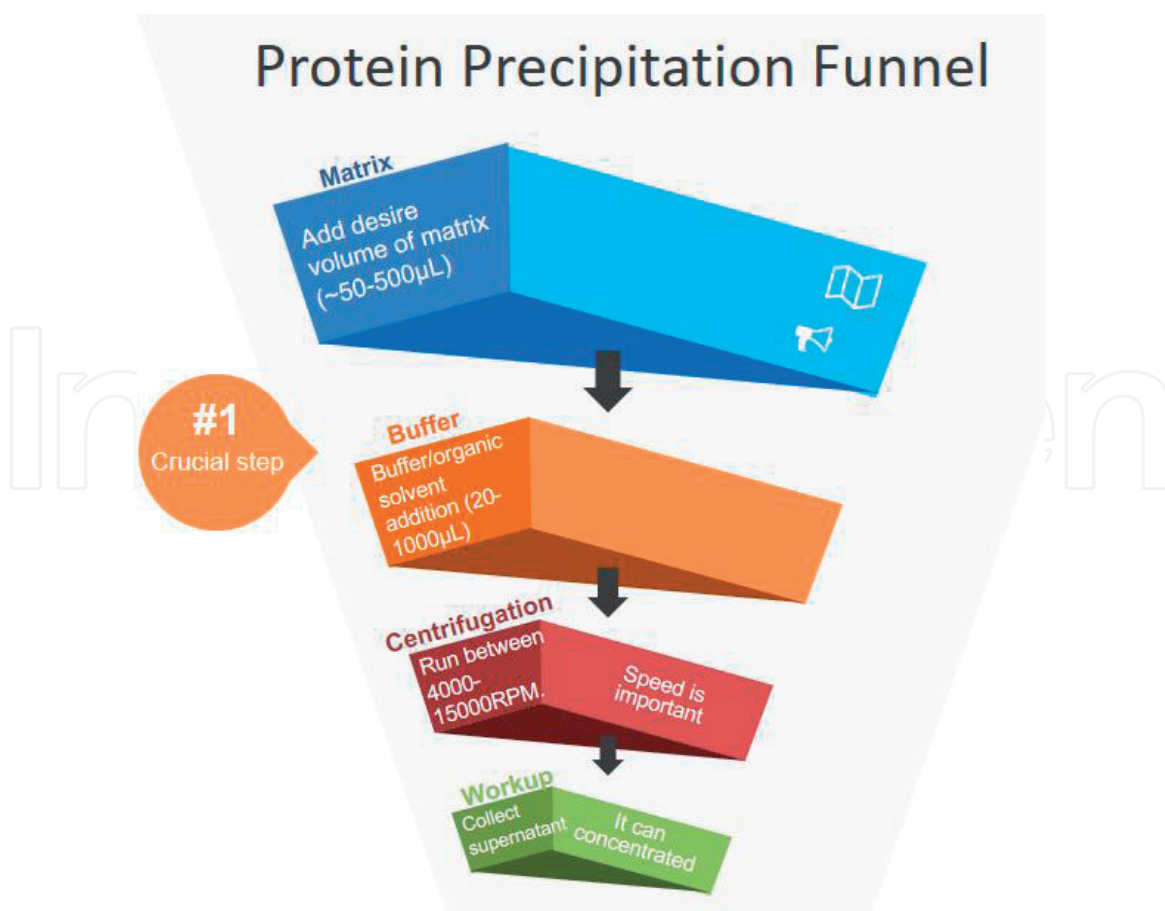 Protein Precipitation Funnel
Matrix
Add desire
volume of matrix
(~50-500µL)
#1
Crucial step
Buffer
Buffer/organic
solvent
addition (20-
1000µL)
Centrifugation
Run between
4000-
15000RPM.
Speed is
important
Workup
Collect
supernatant
It can
concentrated